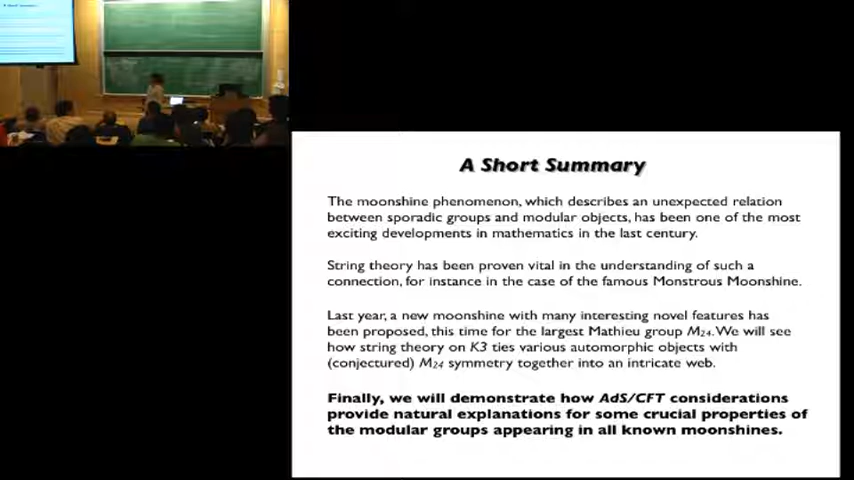 A Short Summary
The moonshine phenomenon, which describes an unexpected relation
between sporadic groups and modular objects, has been one of the most
exciting developments in mathematics in the last century.
String theory has been proven vital in the understanding of such a
connection, for instance in the case of the famous Monstrous Moonshine.
Last year, a new moonshine with many interesting novel features has
been proposed, this time for the largest Mathieu group M24. We will see
how string theory on K3 ties various automorphic objects with
(conjectured) M24 symmetry together into an intricate web.
Finally, we will demonstrate how AdS/CFT considerations
provide natural explanations for some crucial properties of
the modular groups appearing in all known moonshines.